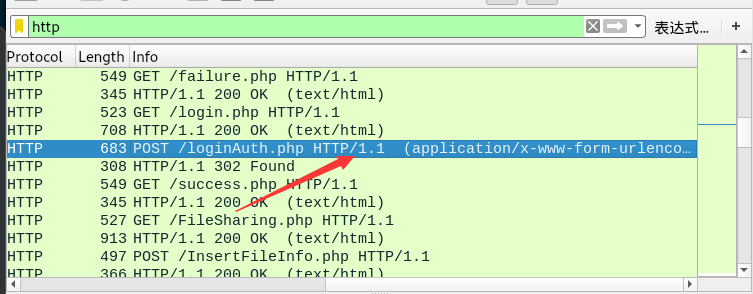 http 表达式… +
Protocol Length Info
HTTP 549 GET /failure.php HTTP/1.1
HTTP 345 HTTP/1.1 200 OK (text/html)
HTTP 523 GET /login.php HTTP/1.1
HTTP 708 HTTP/1.1 200 OK (text/html)
HTTP 683 POST /loginAuth.php HTTP/1.1 (application/x-www-form-urlenco…
HTTP 308 HTTP/1.1 302 Found
HTTP 549 GET /success.php HTTP/1.1
HTTP 345 HTTP/1.1 200 OK (text/html)
HTTP 527 GET /FileSharing.php HTTP/1.1
HTTP 913 HTTP/1.1 200 OK (text/html)
HTTP 497 POST /InsertFileInfo.php HTTP/1.1
HTTP 366 HTTP/1.1 200 OK (text/html)